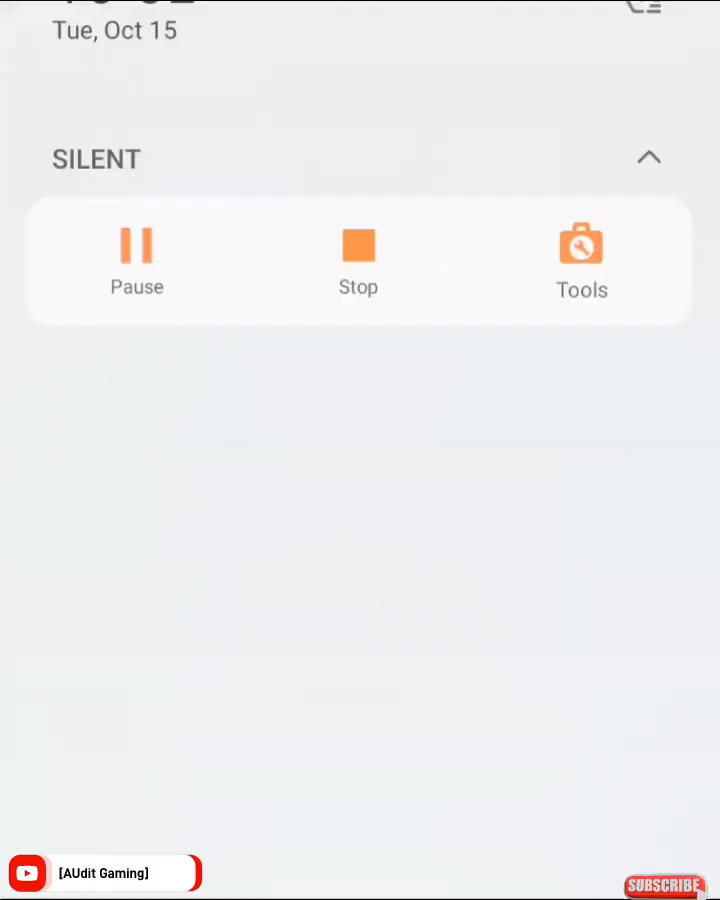 Tue, Oct 15
SILENT
Pause
Stop
Tools
[AUdit Gaming]
SUBSCRIBE